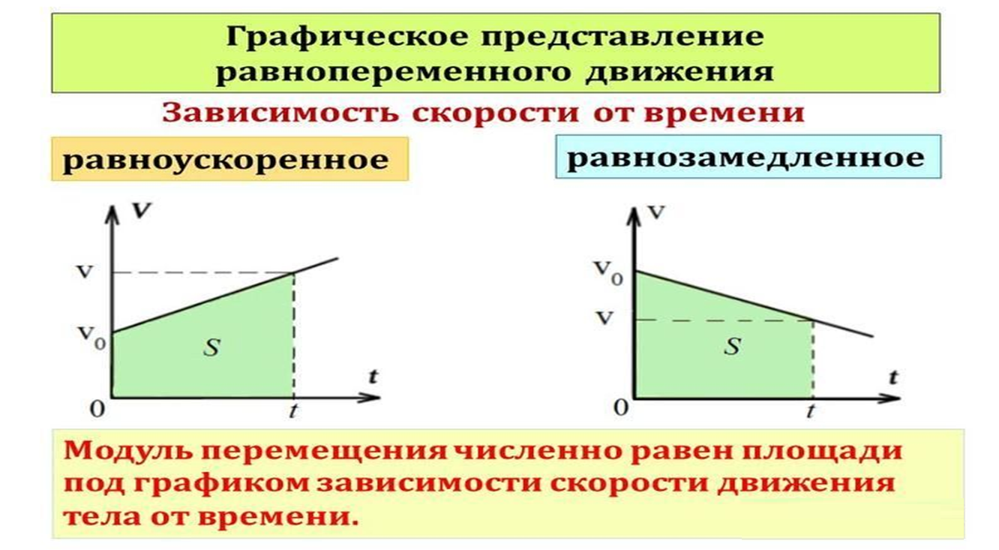 Графическое представление
равнопеременного движения
Зависимость скорости от времени
равноускоренное
равнозамедленное
V
v
v₀
S
t
0
t
v
v₀
v
S
t
0
t
Модуль перемещения численно равен площади
под графиком зависимости скорости движения
тела от времени.